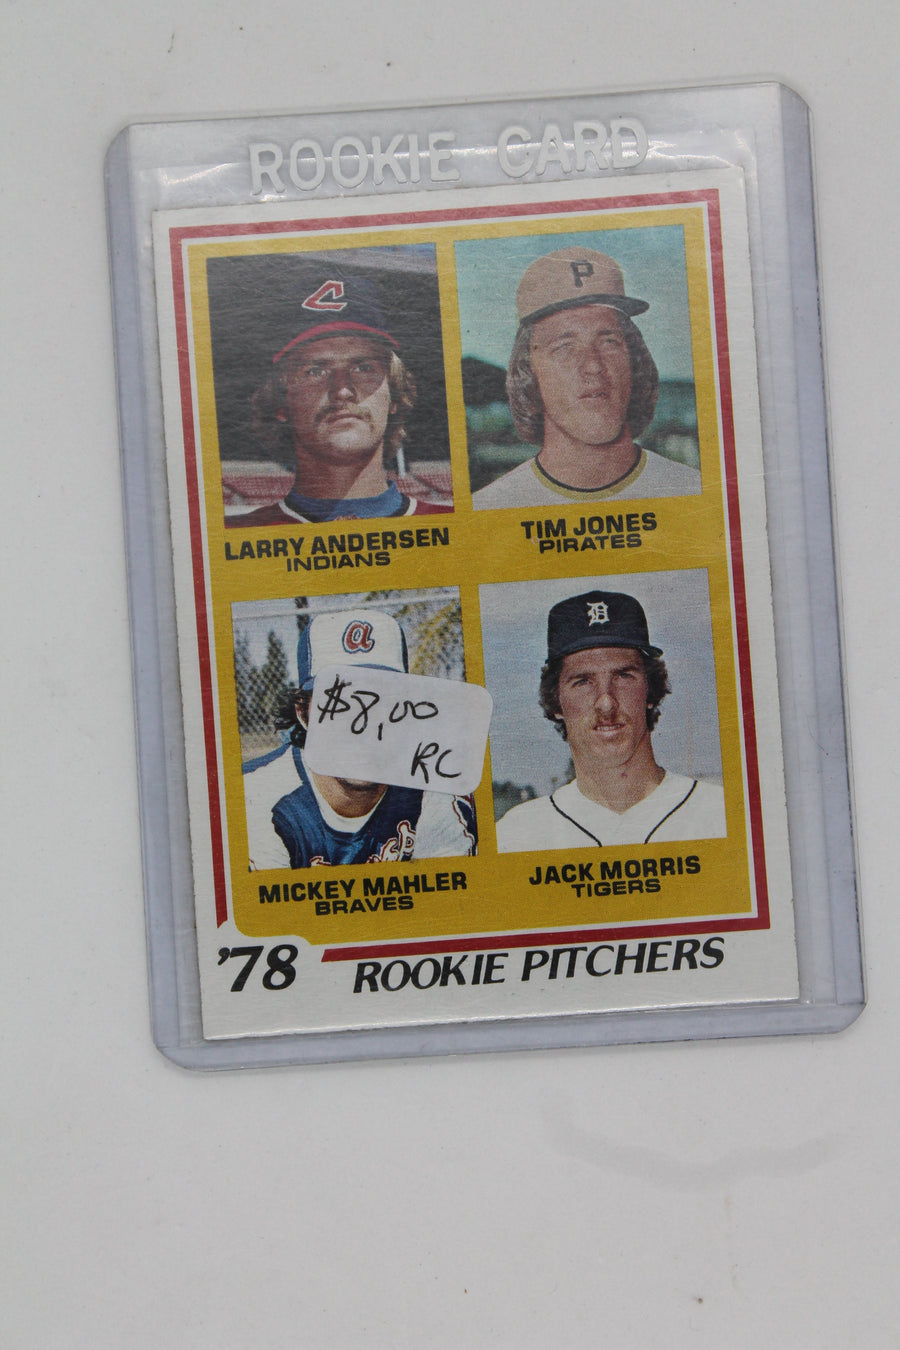 ROOKIE CARD
C
P
LARRY ANDERSEN
INDIANS
TIM JONES
PIRATES
a
D
$8,00
RC
MICKEY MAHLER
BRAVES
JACK MORRIS
TIGERS
'78
ROOKIE PITCHERS